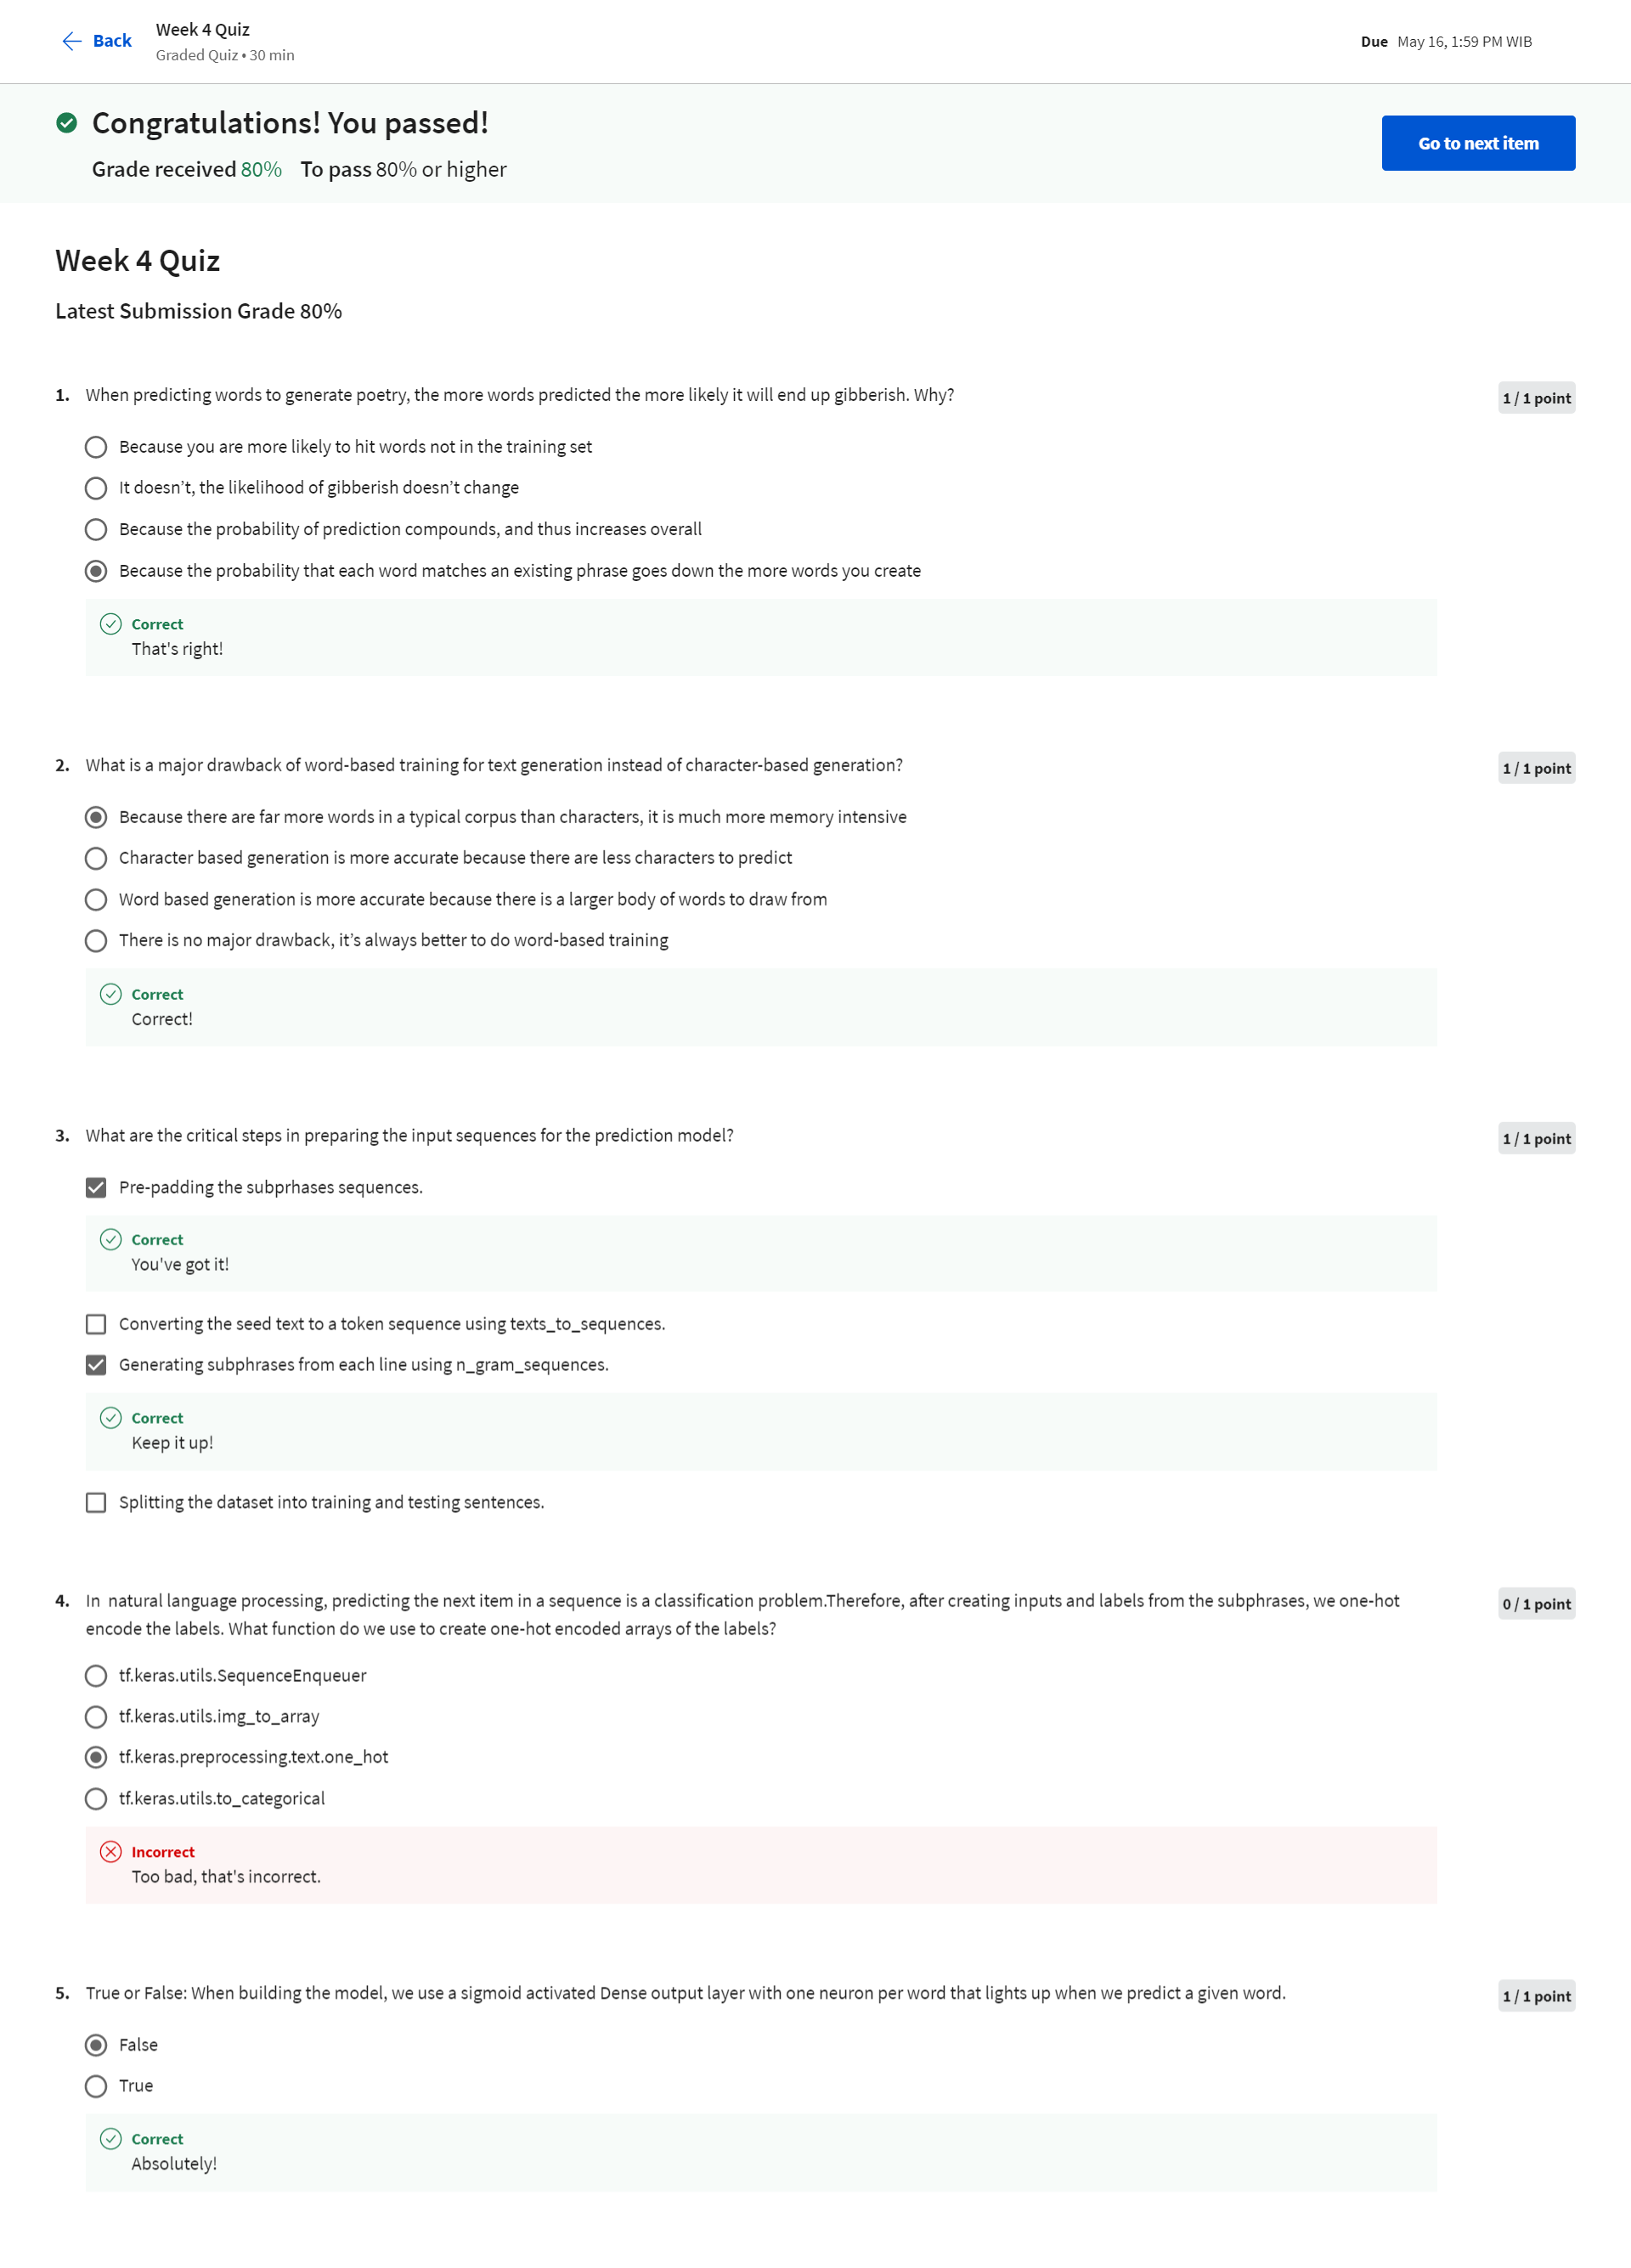 Back
Week 4 Quiz
Graded Quiz • 30 min
Due May 16, 1:59 PM WIB
Congratulations! You passed!
Grade received 80% To pass 80% or higher
Go to next item
Week 4 Quiz
Latest Submission Grade 80%
1. When predicting words to generate poetry, the more words predicted the more likely it will end up gibberish. Why?
1 / 1 point
Because you are more likely to hit words not in the training set
It doesn’t, the likelihood of gibberish doesn’t change
Because the probability of prediction compounds, and thus increases overall
Because the probability that each word matches an existing phrase goes down the more words you create
Correct
That's right!
2. What is a major drawback of word-based training for text generation instead of character-based generation?
1 / 1 point
Because there are far more words in a typical corpus than characters, it is much more memory intensive
Character based generation is more accurate because there are less characters to predict
Word based generation is more accurate because there is a larger body of words to draw from
There is no major drawback, it’s always better to do word-based training
Correct
Correct!
3. What are the critical steps in preparing the input sequences for the prediction model?
1 / 1 point
Pre-padding the subprhases sequences.
Correct
You've got it!
Converting the seed text to a token sequence using texts_to_sequences.
Generating subphrases from each line using n_gram_sequences.
Correct
Keep it up!
Splitting the dataset into training and testing sentences.
4. In natural language processing, predicting the next item in a sequence is a classification problem.Therefore, after creating inputs and labels from the subphrases, we one-hot
encode the labels. What function do we use to create one-hot encoded arrays of the labels?
0 / 1 point
tf.keras.utils.SequenceEnqueuer
tf.keras.utils.img_to_array
tf.keras.preprocessing.text.one_hot
tf.keras.utils.to_categorical
Incorrect
Too bad, that's incorrect.
5. True or False: When building the model, we use a sigmoid activated Dense output layer with one neuron per word that lights up when we predict a given word.
1 / 1 point
False
True
Correct
Absolutely!